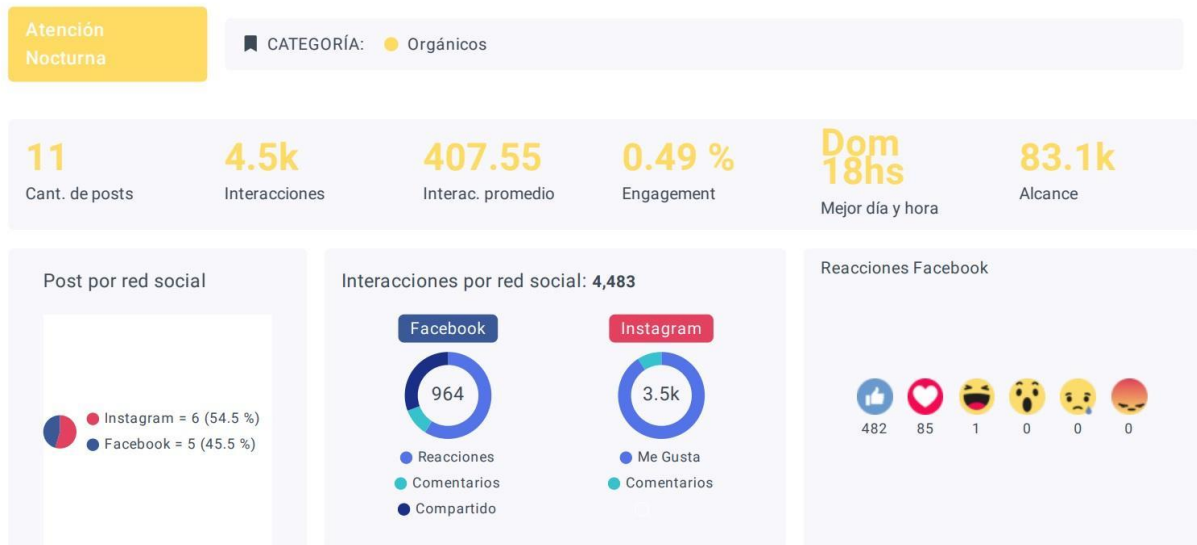 Atención
Nocturna
CATEGORÍA: Orgánicos
11
Cant. de posts
4.5k
Interacciones
407.55
Interac. promedio
0.49 %
Engagement
Dom
18hs
Mejor día y hora
83.1k
Alcance
Post por red social
Instagram = 6 (54.5 %)
Facebook = 5 (45.5 %)
Interacciones por red social: 4,483
Facebook
964
Reacciones
Comentarios
Compartido
Instagram
3.5k
Me Gusta
Comentarios
Reacciones Facebook
482 85 1 0 0 0